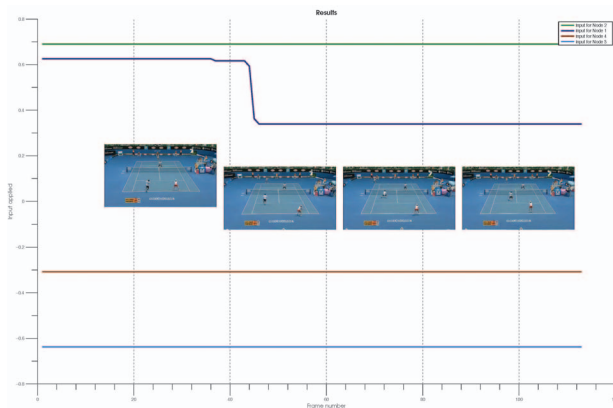 Results
Input for Node 2
Input for Node 1
Input for Node 4
Input for Node 5
0.8
0.6
0.4
0.2
0
-0.2
-0.4
-0.6
-0.8
Input applied
0
20
40
60
80
100
Frame number